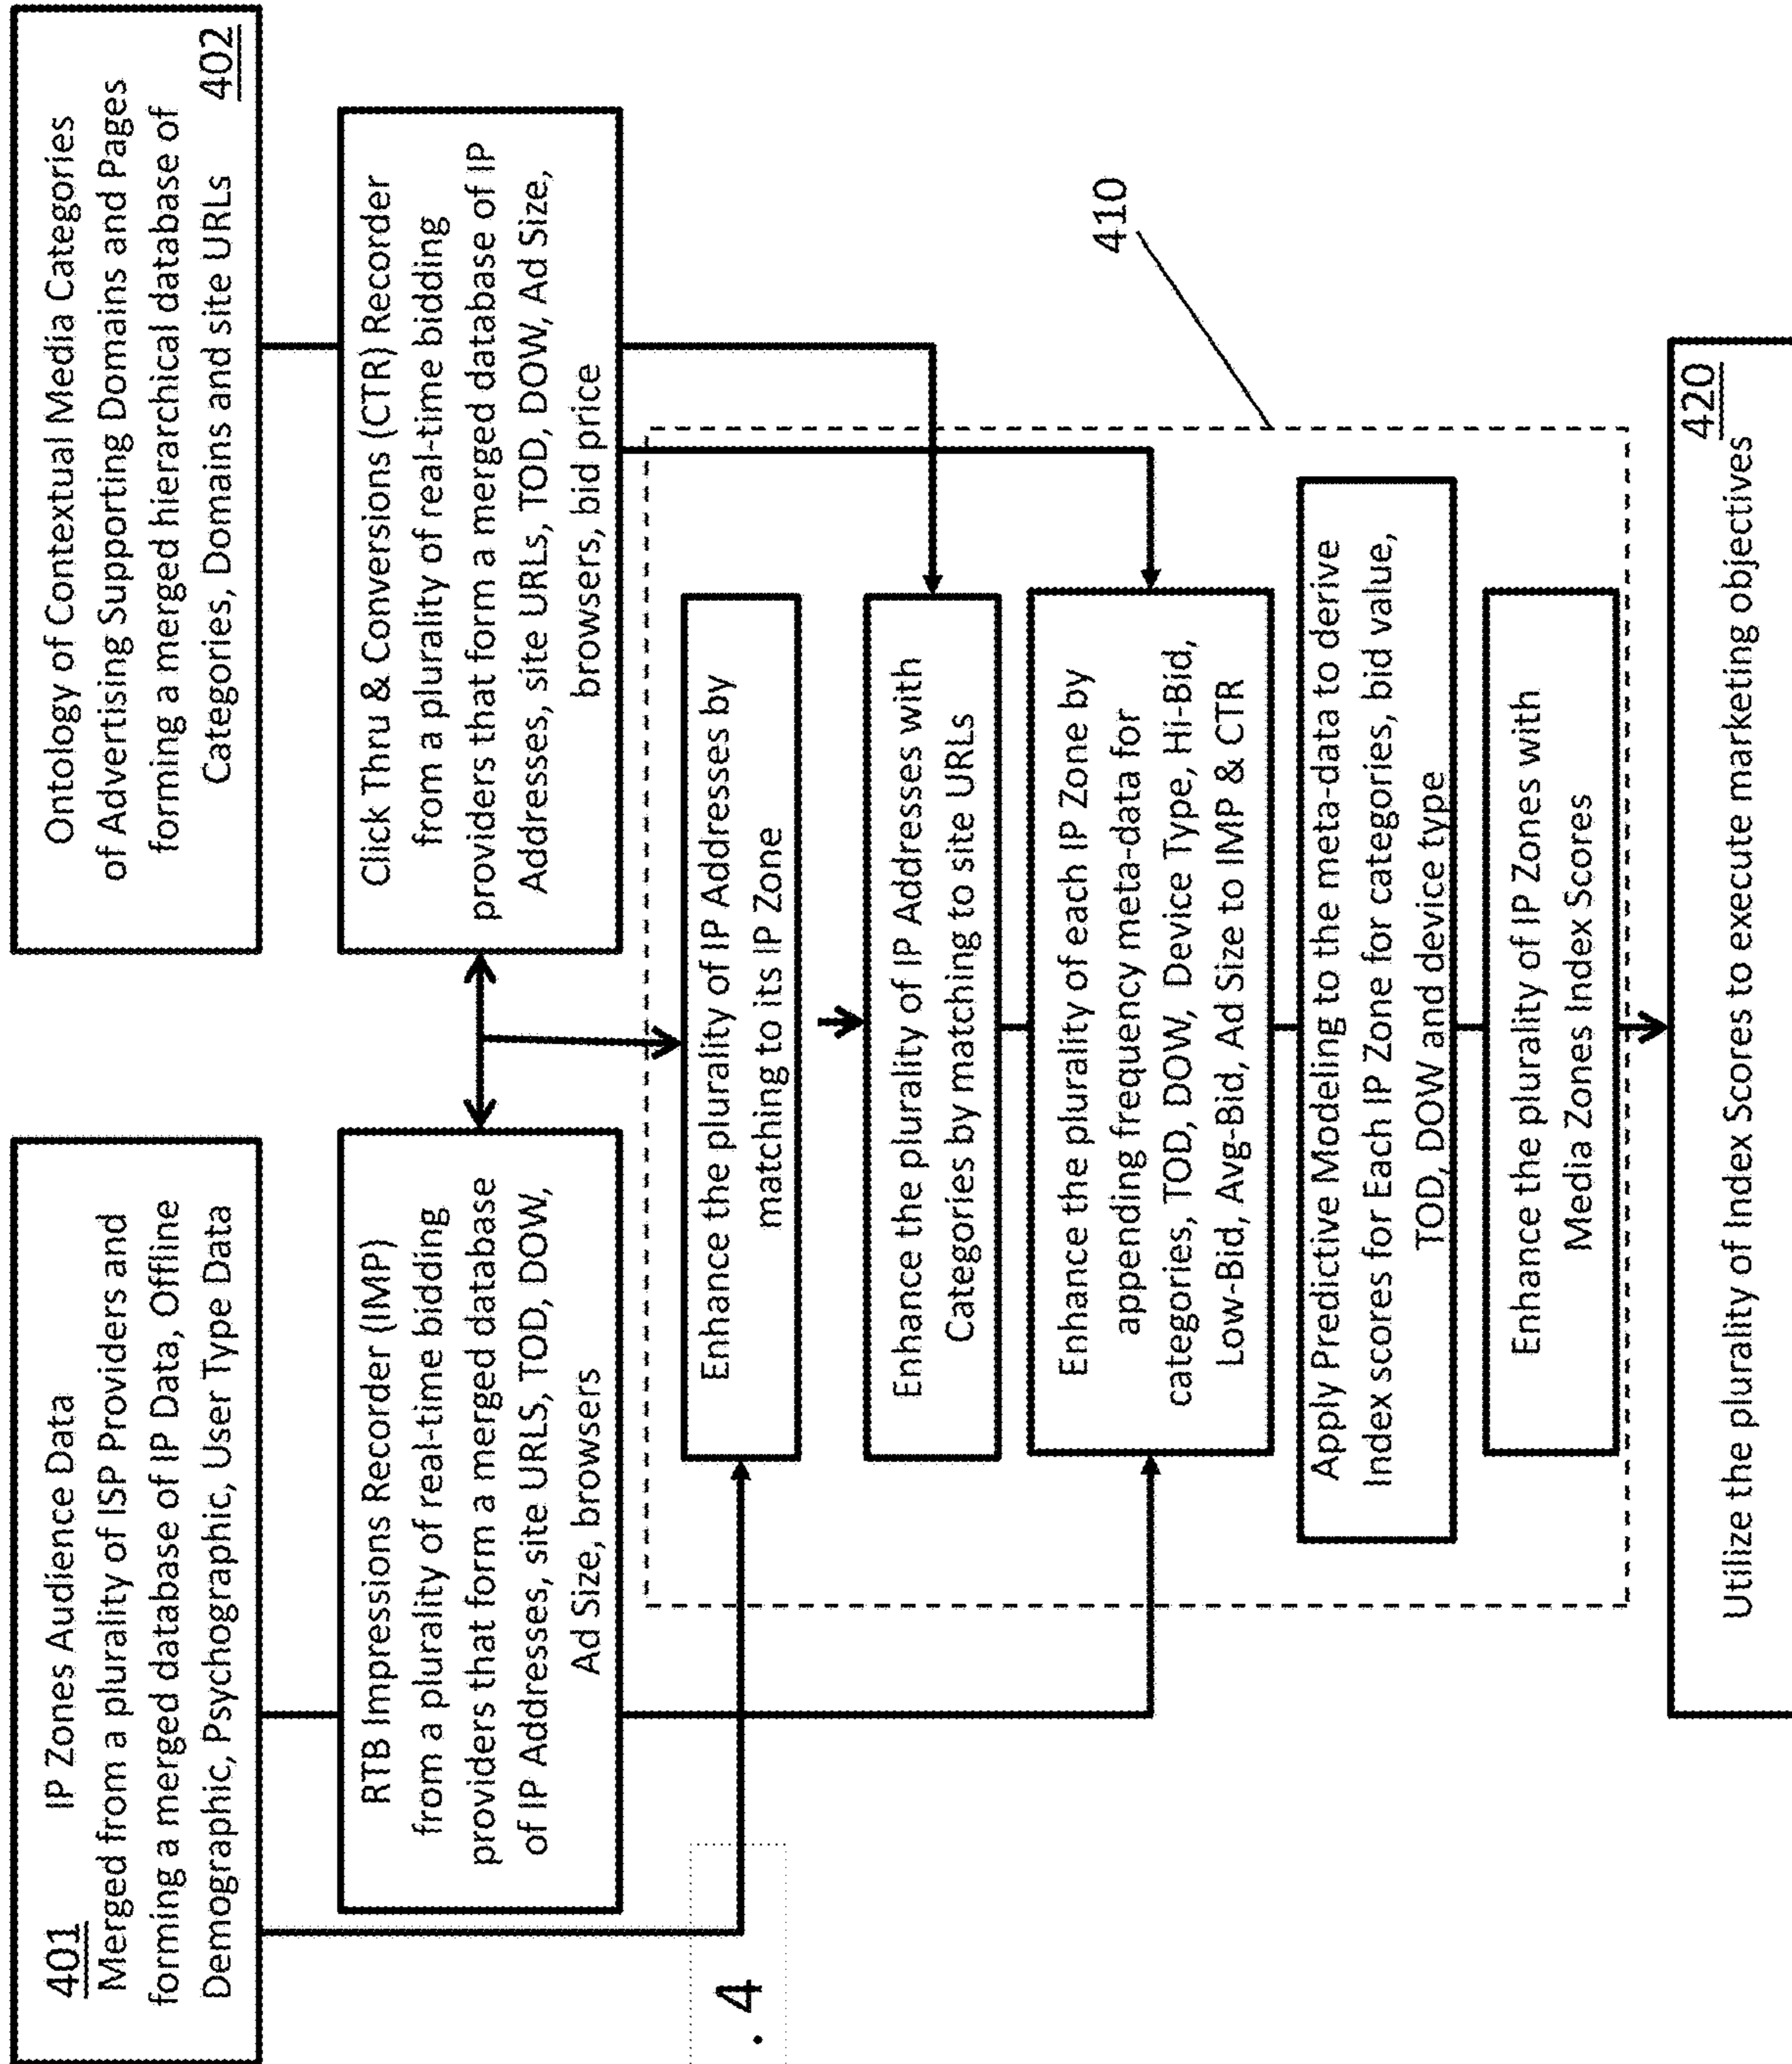 401
IP Zones Audience Data
Merged from a plurality of ISP Providers and
forming a merged database of IP Data, Offline
Demographic, Psychographic, User Type Data
Ontology of Contextual Media Categories
of Advertising Supporting Domains and Pages
forming a merged hierarchical database of
Categories, Domains and site URLs
402
RTB Impressions Recorder (IMP)
from a plurality of real-time bidding
providers that form a merged database
of IP Addresses, site URLS, TOD, DOW,
Ad Size, browsers
Click Thru & Conversions (CTR) Recorder
from a plurality of real-time bidding
providers that form a merged database of IP
Addresses, site URLs, TOD, DOW, Ad Size,
browsers, bid price
Enhance the plurality of IP Addresses by
matching to its IP Zone
Enhance the plurality of IP Addresses with
Categories by matching to site URLs
Enhance the plurality of each IP Zone by
appending frequency meta-data for
categories, TOD, DOW, Device Type, Hi-Bid,
Low-Bid, Avg-Bid, Ad Size to IMP & CTR
Apply Predictive Modeling to the meta-data to derive
Index scores for Each IP Zone for categories, bid value,
TOD, DOW and device type
Enhance the plurality of IP Zones with
Media Zones Index Scores
410
420
Utilize the plurality of Index Scores to execute marketing objectives
. 4